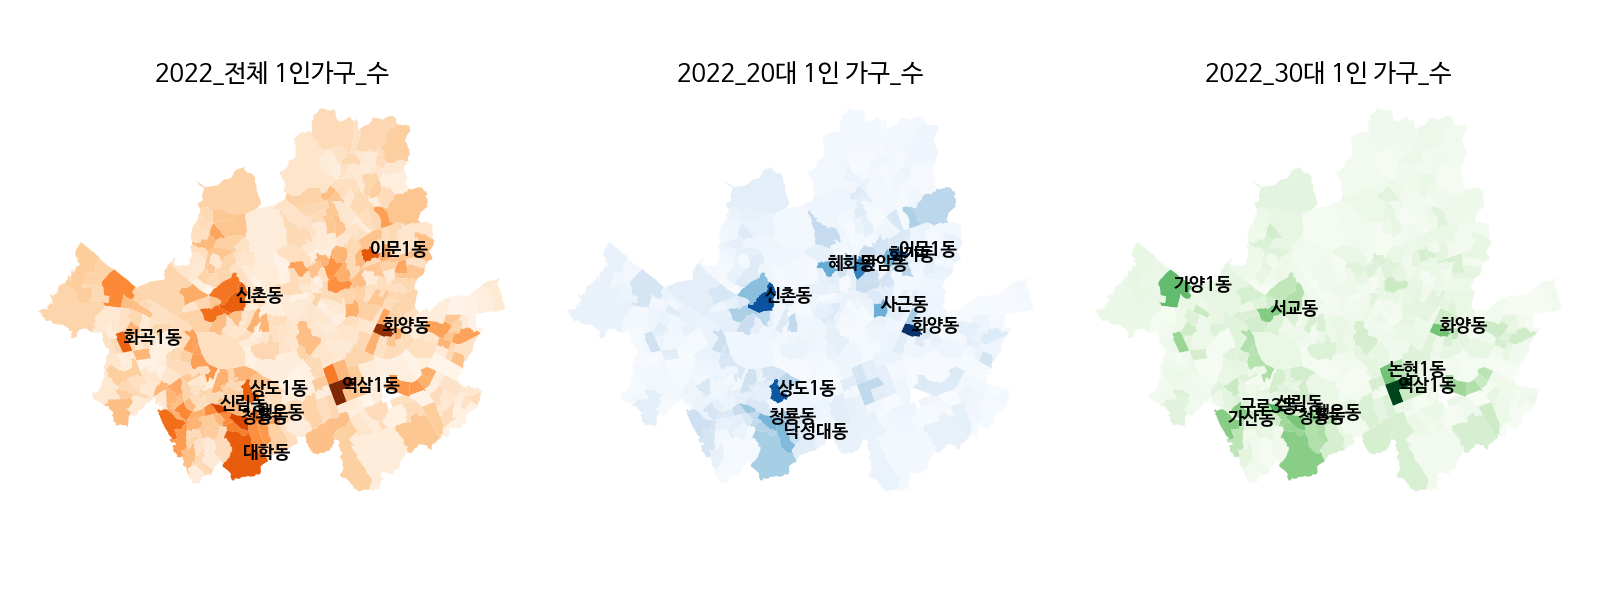 2022_전체 1인가구_수
이문1동
신촌동
화양동
화곡1동
역삼1동
상도1동
신림동
청룡동
행운동
대학동
2022_20대 1인 가구_수
이문1동
회기동
혜화동
안암동
신촌동
사근동
화양동
상도1동
청룡동
낙성대동
2022_30대 1인 가구_수
가양1동
서교동
화양동
논현1동
역삼1동
구로3동
신림동
가산동
청룡동
행운동